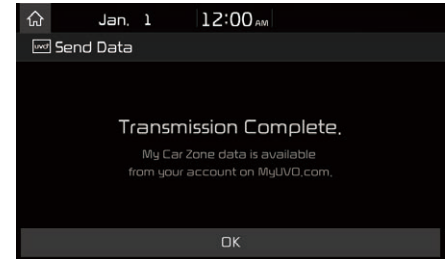 Jan. 1 12:00 AM
uvo Send Data
Transmission Complete.
My Car Zone data is available
from your account on MyUVO.com.
OK